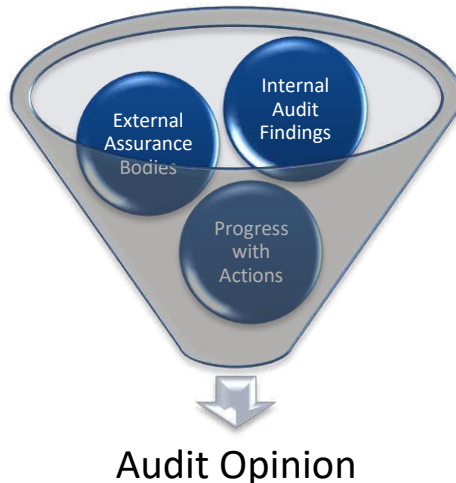 External
Assurance
Bodies
Internal
Audit
Findings
Progress
with
Actions
Audit Opinion